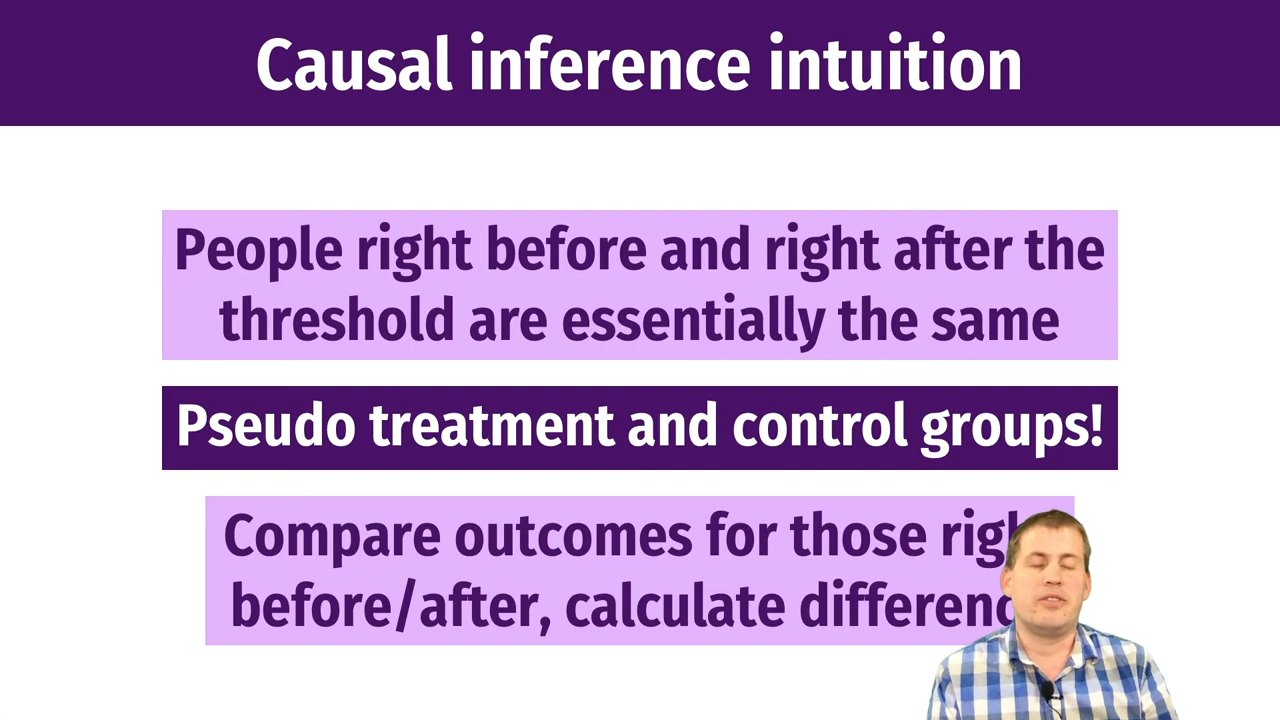 Causal inference intuition
People right before and right after the
threshold are essentially the same
Pseudo treatment and control groups!
Compare outcomes for those
before/after, calculate